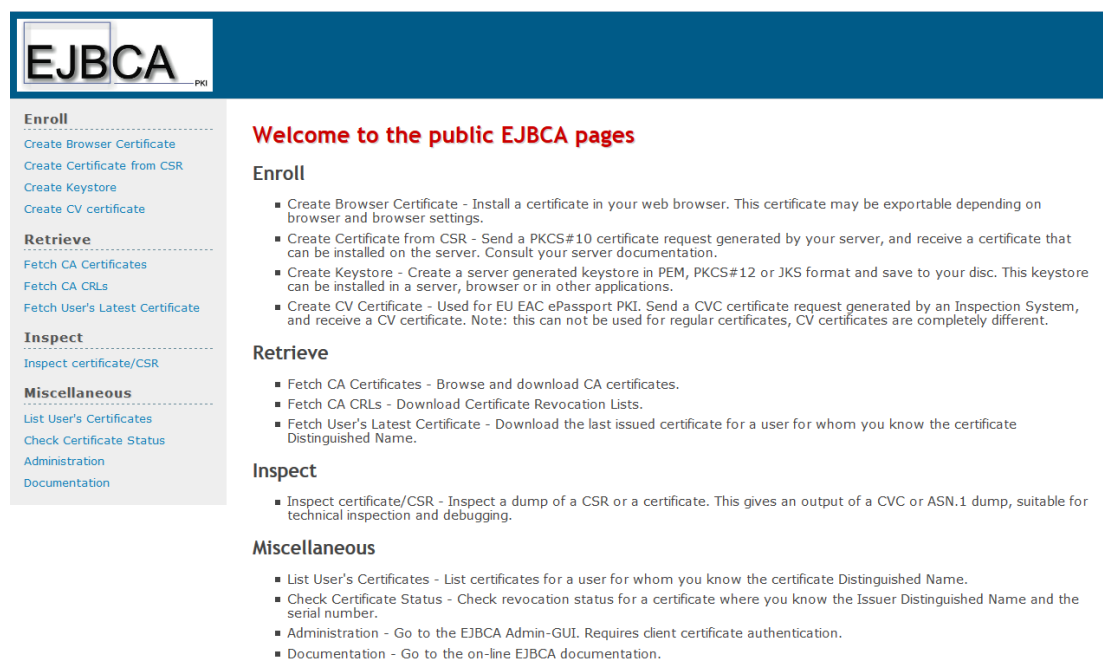 EJBCA
PKI
Enroll
Create Browser Certificate
Create Certificate from CSR
Create Keystore
Create CV certificate
Retrieve
Fetch CA Certificates
Fetch CA CRLs
Fetch User's Latest Certificate
Inspect
Inspect certificate/CSR
Miscellaneous
List User's Certificates
Check Certificate Status
Administration
Documentation
Welcome to the public EJBCA pages
Enroll
Create Browser Certificate - Install a certificate in your web browser. This certificate may be exportable depending on
browser and browser settings.
Create Certificate from CSR - Send a PKCS#10 certificate request generated by your server, and receive a certificate that
can be installed on the server. Consult your server documentation.
Create Keystore - Create a server generated keystore in PEM, PKCS#12 or JKS format and save to your disc. This keystore
can be installed in a server, browser or in other applications.
Create CV Certificate - Used for EU EAC ePassport PKI. Send a CVC certificate request generated by an Inspection System,
and receive a CV certificate. Note: this can not be used for regular certificates, CV certificates are completely different.
Retrieve
Fetch CA Certificates - Browse and download CA certificates.
Fetch CA CRLs - Download Certificate Revocation Lists.
Fetch User's Latest Certificate - Download the last issued certificate for a user for whom you know the certificate
Distinguished Name.
Inspect
Inspect certificate/CSR - Inspect a dump of a CSR or a certificate. This gives an output of a CVC or ASN.1 dump, suitable for
technical inspection and debugging.
Miscellaneous
List User's Certificates - List certificates for a user for whom you know the certificate Distinguished Name.
Check Certificate Status - Check revocation status for a certificate where you know the Issuer Distinguished Name and the
serial number.
Administration - Go to the EJBCA Admin-GUI. Requires client certificate authentication.
Documentation - Go to the on-line EJBCA documentation.